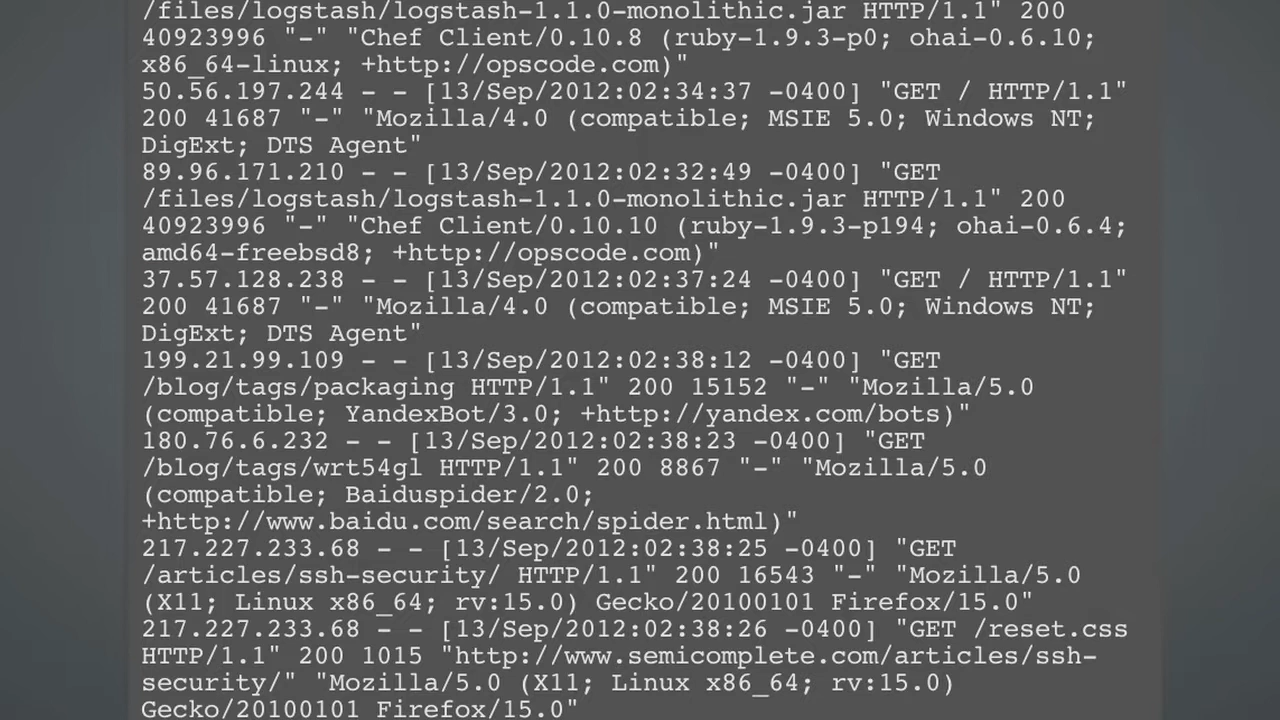 /files/logstash/logstash-1.1.0-monolithic.jar HTTP/1.1" 200
40923996 "-" "Chef Client/0.10.8 (ruby-1.9.3-p0; ohai-0.6.10;
x86_64-linux; +http://opscode.com)"
50.56.197.244 - - [13/Sep/2012:02:34:37 -0400] "GET / HTTP/1.1"
200 41687 "-" "Mozilla/4.0 (compatible; MSIE 5.0; Windows NT;
DigExt; DTS Agent"
89.96.171.210 - - [13/Sep/2012:02:32:49 -0400] "GET
/files/logstash/logstash-1.1.0-monolithic.jar HTTP/1.1" 200
40923996 "-" "Chef Client/0.10.10 (ruby-1.9.3-p194; ohai-0.6.4;
amd64-freebsd8; +http://opscode.com)"
37.57.128.238 - - [13/Sep/2012:02:37:24 -0400] "GET / HTTP/1.1"
200 41687 "-" "Mozilla/4.0 (compatible; MSIE 5.0; Windows NT;
DigExt; DTS Agent"
199.21.99.109 - - [13/Sep/2012:02:38:12 -0400] "GET
/blog/tags/packaging HTTP/1.1" 200 15152 "-" "Mozilla/5.0
(compatible; YandexBot/3.0; +http://yandex.com/bots)"
180.76.6.232 - - [13/Sep/2012:02:38:23 -0400] "GET
/blog/tags/wrt54gl HTTP/1.1" 200 8867 "-" "Mozilla/5.0
(compatible; Baiduspider/2.0;
+http://www.baidu.com/search/spider.html)"
217.227.233.68 - - [13/Sep/2012:02:38:25 -0400] "GET
/articles/ssh-security/ HTTP/1.1" 200 16543 "-" "Mozilla/5.0
(X11; Linux x86_64; rv:15.0) Gecko/20100101 Firefox/15.0"
217.227.233.68 - - [13/Sep/2012:02:38:26 -0400] "GET /reset.css
HTTP/1.1" 200 1015 "http://www.semicomplete.com/articles/ssh-
security/" "Mozilla/5.0 (X11; Linux x86_64; rv:15.0)
Gecko/20100101 Firefox/15.0"